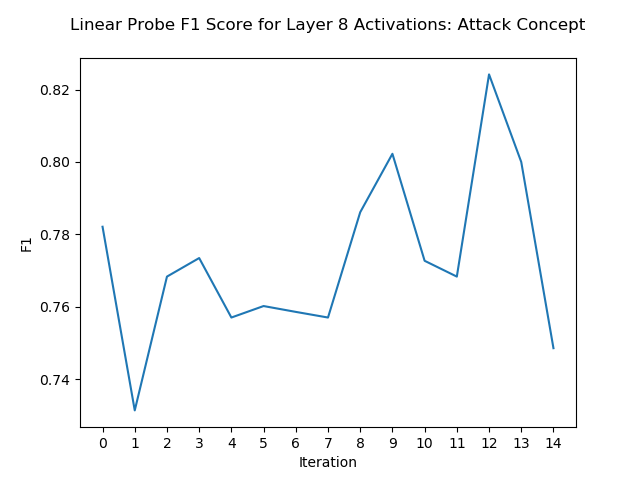 Linear Probe F1 Score for Layer 8 Activations: Attack Concept
0.82
0.80
0.78
0.76
0.74
F1
0 1 2 3 4 5 6 7 8 9 10 11 12 13 14
Iteration